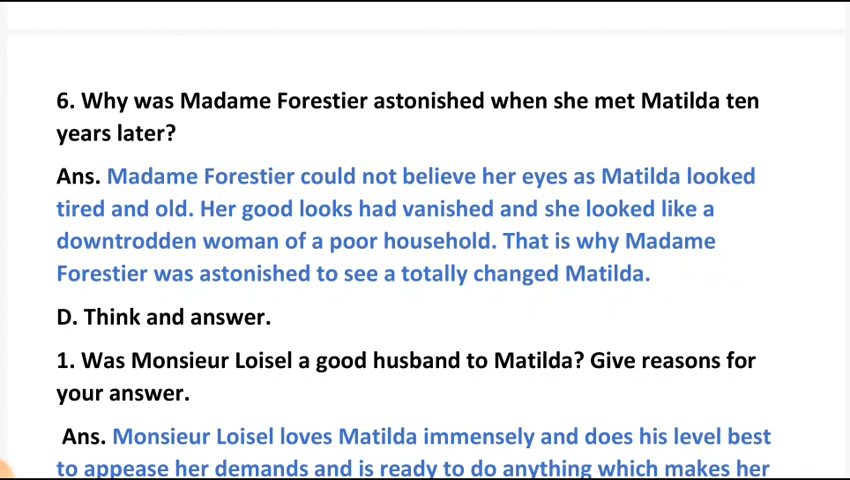 6. Why was Madame Forestier astonished when she met Matilda ten
years later?
Ans. Madame Forestier could not believe her eyes as Matilda looked
tired and old. Her good looks had vanished and she looked like a
downtrodden woman of a poor household. That is why Madame
Forestier was astonished to see a totally changed Matilda.
D. Think and answer.
1. Was Monsieur Loisel a good husband to Matilda? Give reasons for
your answer.
Ans. Monsieur Loisel loves Matilda immensely and does his level best
to appease her demands and is ready to do anything which makes her